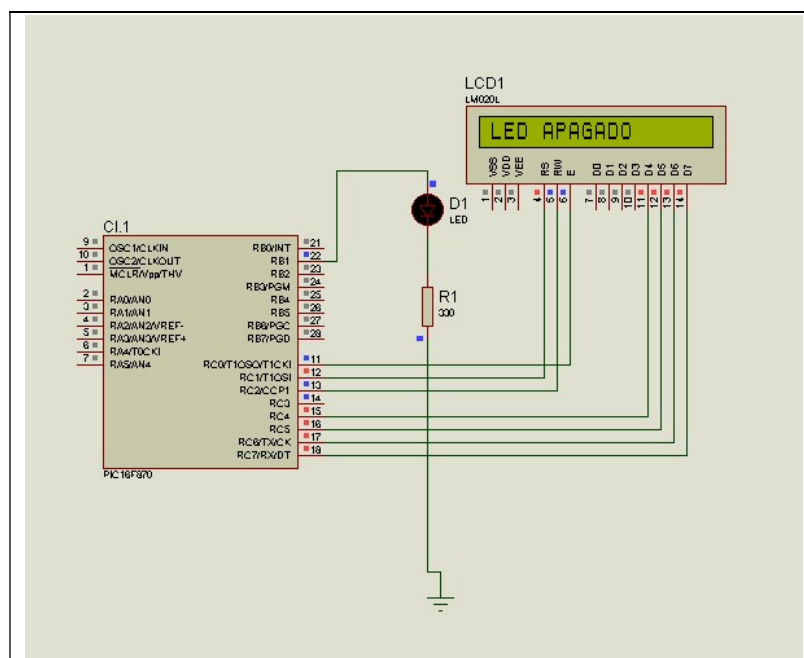 LCD1
LM020L
LED APAGADO
VSS VDD VEE RS RW E D0 D1 D2 D3 D4 D5 D6 D7
1 2 3 4 5 6 7 8 9 10 11 12 13 14
D1
LED
CI.1
9 OSC1/CLKIN RB0/INT 21
10 OSC2/CLKOUT RB1 22
1 MCLR/Vpp/THV RB2 23
RB3/PGM 24
2 RA0/AN0 RB4 25
3 RA1/AN1 RB5 26
4 RA2/AN2/VREF- RB6/PGC 27
5 RA3/AN3/VREF+ RB7/PGD 28
6 RA4/T0CKI
7 RA5/AN4 RC0/T1OSO/T1CKI 11
RC1/T1OSI 12
RC2/CCP1 13
RC3 14
RC4 15
RC5 16
RC6/TX/CK 17
RC7/RX/DT 18
PIC16F870
R1
330